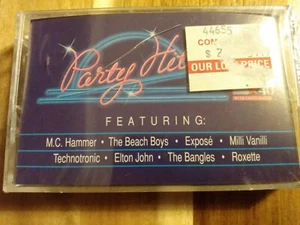 44655
$ 2
OUR LOW PRICE
Party Hit
FEATURING:
M.C. Hammer • The Beach Boys • Exposé • Milli Vanilli
Technotronic • Elton John • The Bangles • Roxette